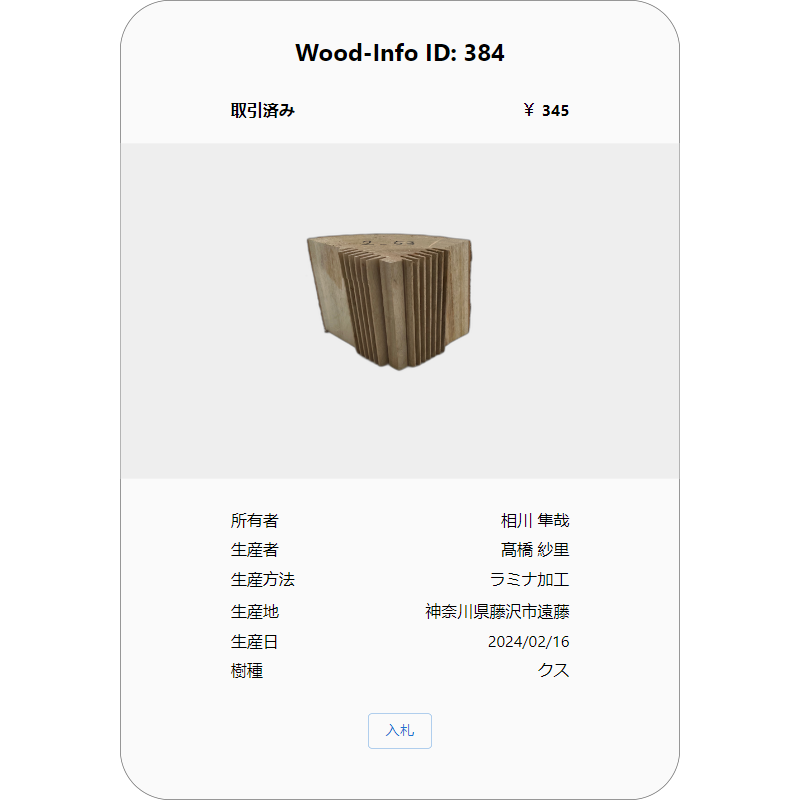 Wood-Info ID: 384
取引済み ￥ 345
所有者 相川 隼哉
生産者 髙橋 紗里
生産方法 ラミナ加工
生産地 神奈川県藤沢市遠藤
生産日 2024/02/16
樹種 クス
入札